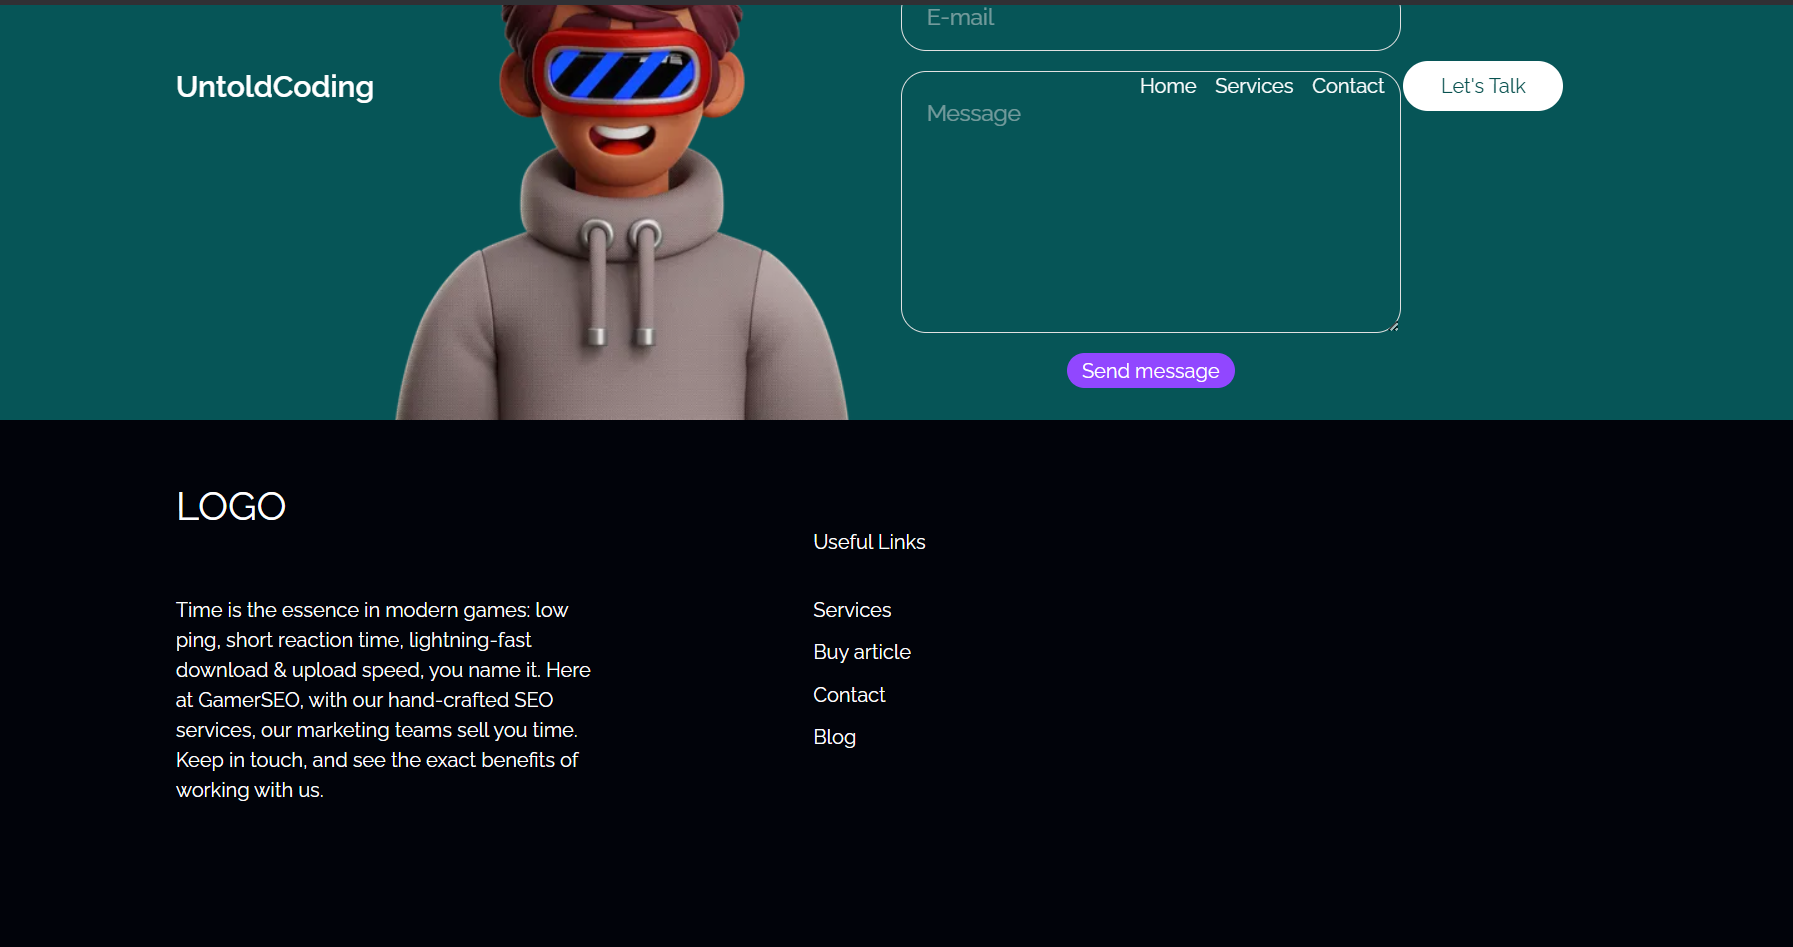 E-mail
UntoldCoding
Home Services Contact Let's Talk
Message
Send message
LOGO
Time is the essence in modern games: low
ping, short reaction time, lightning-fast
download & upload speed, you name it. Here
at GamerSEO, with our hand-crafted SEO
services, our marketing teams sell you time.
Keep in touch, and see the exact benefits of
working with us.
Useful Links
Services
Buy article
Contact
Blog